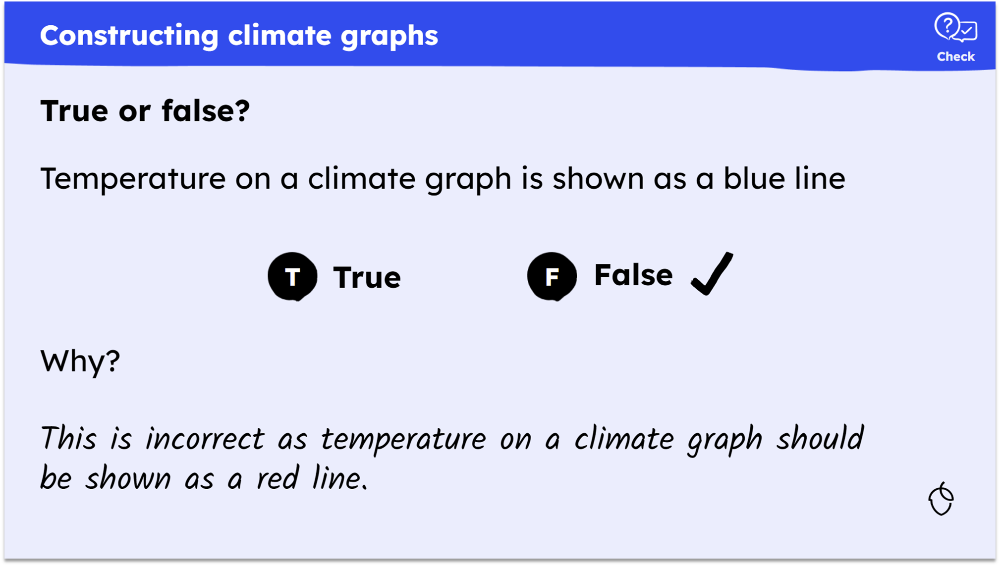 Constructing climate graphs
?
Check
True or false?
Temperature on a climate graph is shown as a blue line
T True
F False
Why?
This is incorrect as temperature on a climate graph should
be shown as a red line.